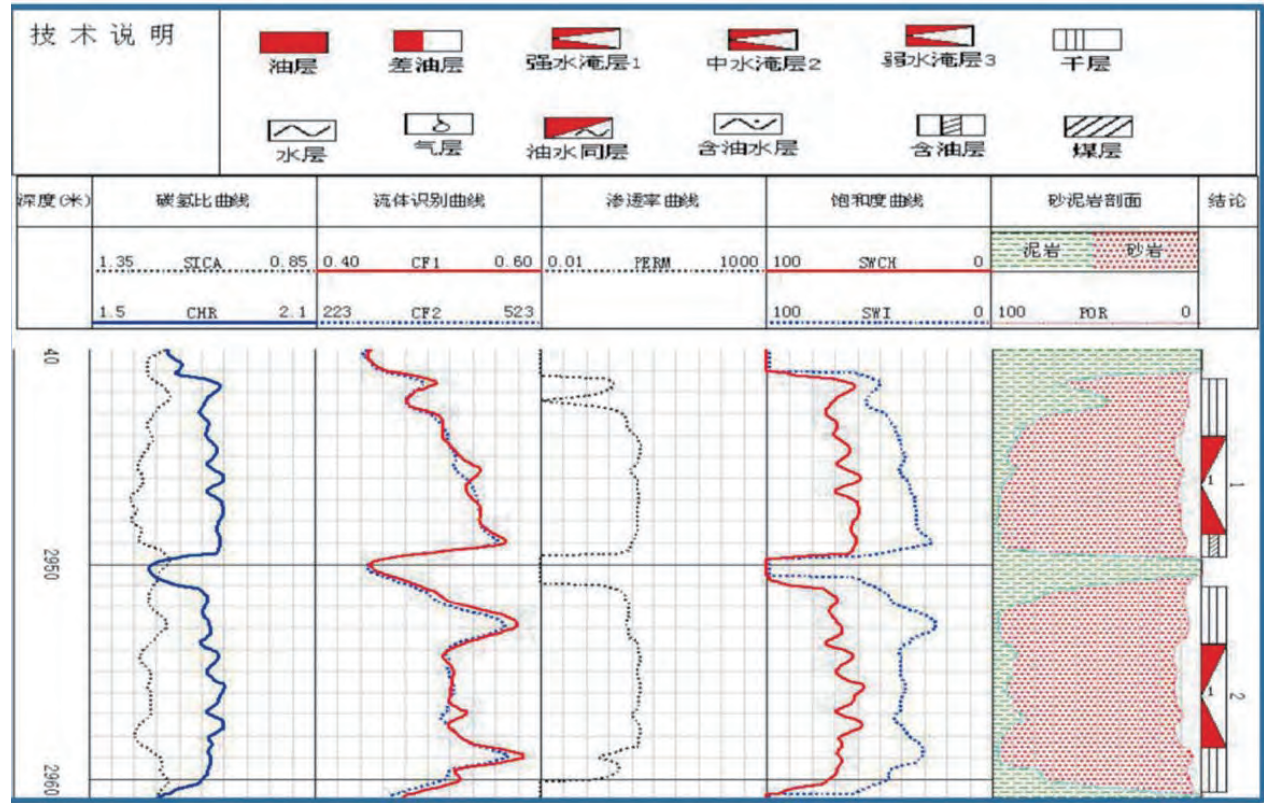 技术说明
油层 差油层 强水淹层1 中水淹层2 弱水淹层3 干层
水层 气层 油水同层 含油水层 含油层 煤层
深度(米) 碳氢比曲线 流体识别曲线 渗透率曲线 饱和度曲线 砂泥岩剖面 结论
泥岩 砂岩
1.35 SICA 0.85 0.40 CF1 0.60 0.01 PERM 1000 100 SWCH 0
1.5 CHR 2.1 223 CF2 523 100 SWI 0 100 POR 0
40
1 1
2950
1 2
2960